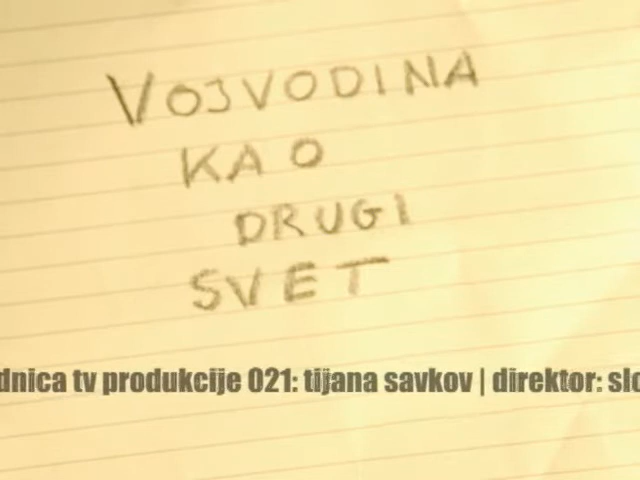 VOJVODINA
KAO
DRUGI
SVET
dnica tv produkcije 021: tijana savkov | direktor: slo